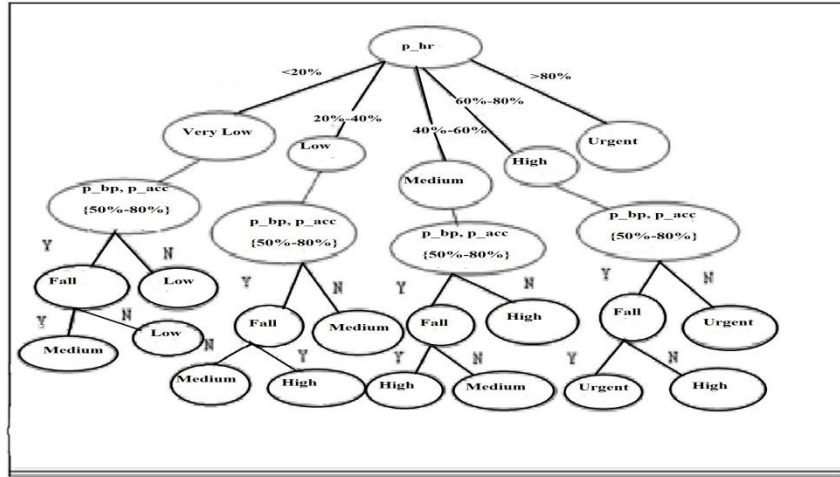 p_hr
<20%
>80%
60%-80%
20%-40%
40%-60%
Very Low
Low
Medium
High
Urgent
p_bp, p_acc
{50%-80%}
p_bp, p_acc
{50%-80%}
p_bp, p_acc
{50%-80%}
p_bp, p_acc
{50%-80%}
Y
N
Y
N
Y
N
Y
N
Fall
Low
Fall
Medium
Fall
High
Fall
Urgent
Y
N
N
Y
Y
N
Y
N
Medium
Low
Medium
High
High
Medium
Urgent
High